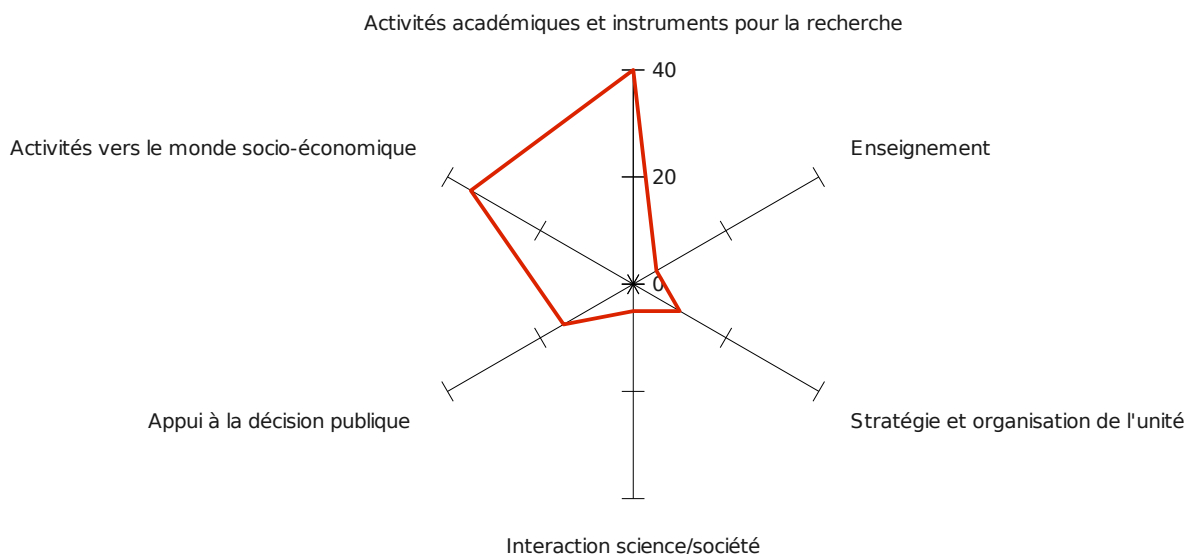 Activités académiques et instruments pour la recherche
40
Activités vers le monde socio-économique
Enseignement
20
0
Appui à la décision publique
Stratégie et organisation de l'unité
Interaction science/société